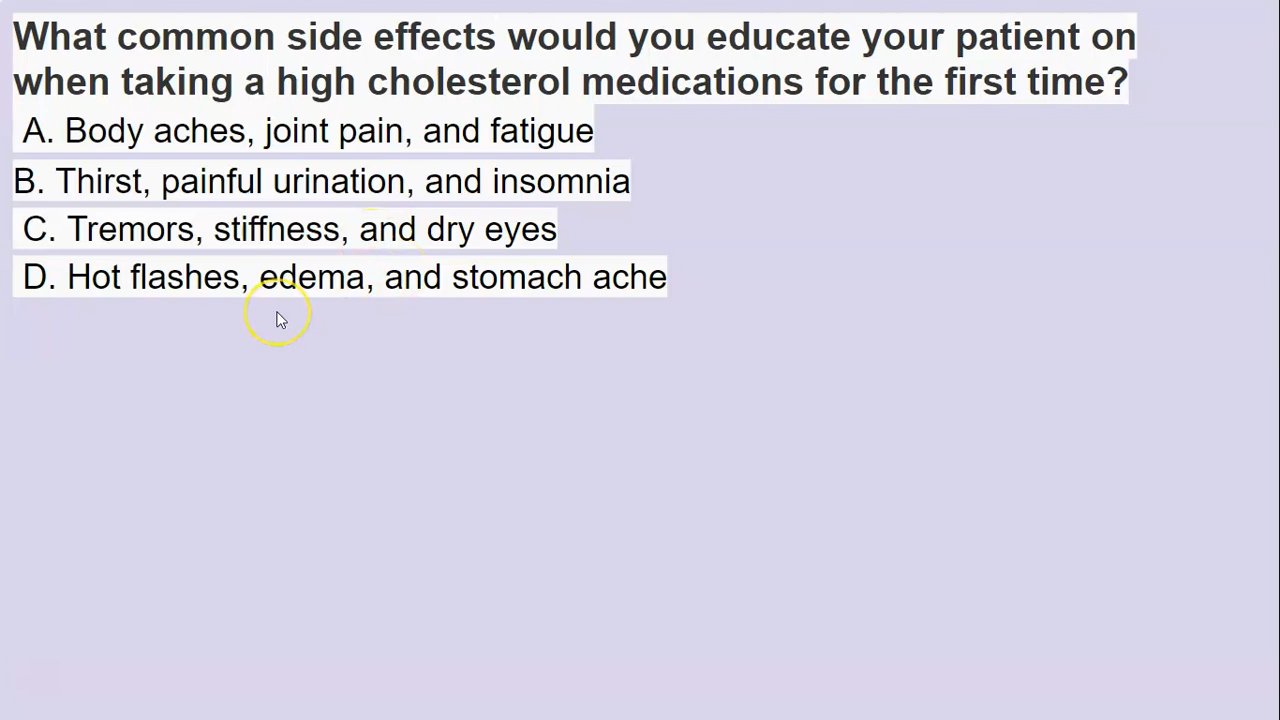 What common side effects would you educate your patient on
when taking a high cholesterol medications for the first time?
A. Body aches, joint pain, and fatigue
B. Thirst, painful urination, and insomnia
C. Tremors, stiffness, and dry eyes
D. Hot flashes, edema, and stomach ache